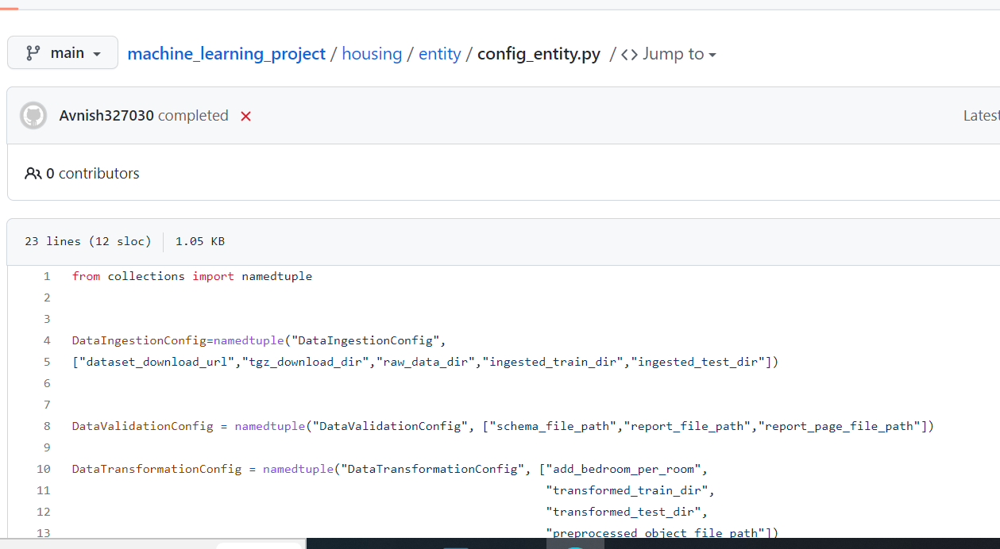 main
machine_learning_project / housing / entity / config_entity.py / <> Jump to
Avnish327030 completed
Latest
0 contributors
23 lines (12 sloc) 1.05 KB
1 from collections import namedtuple
2
3
4 DataIngestionConfig=namedtuple("DataIngestionConfig",
5 ["dataset_download_url","tgz_download_dir","raw_data_dir","ingested_train_dir","ingested_test_dir"])
6
7
8 DataValidationConfig = namedtuple("DataValidationConfig", ["schema_file_path","report_file_path","report_page_file_path"])
9
10 DataTransformationConfig = namedtuple("DataTransformationConfig", ["add_bedroom_per_room",
11 "transformed_train_dir",
12 "transformed_test_dir",
13 "preprocessed_object_file_path"])